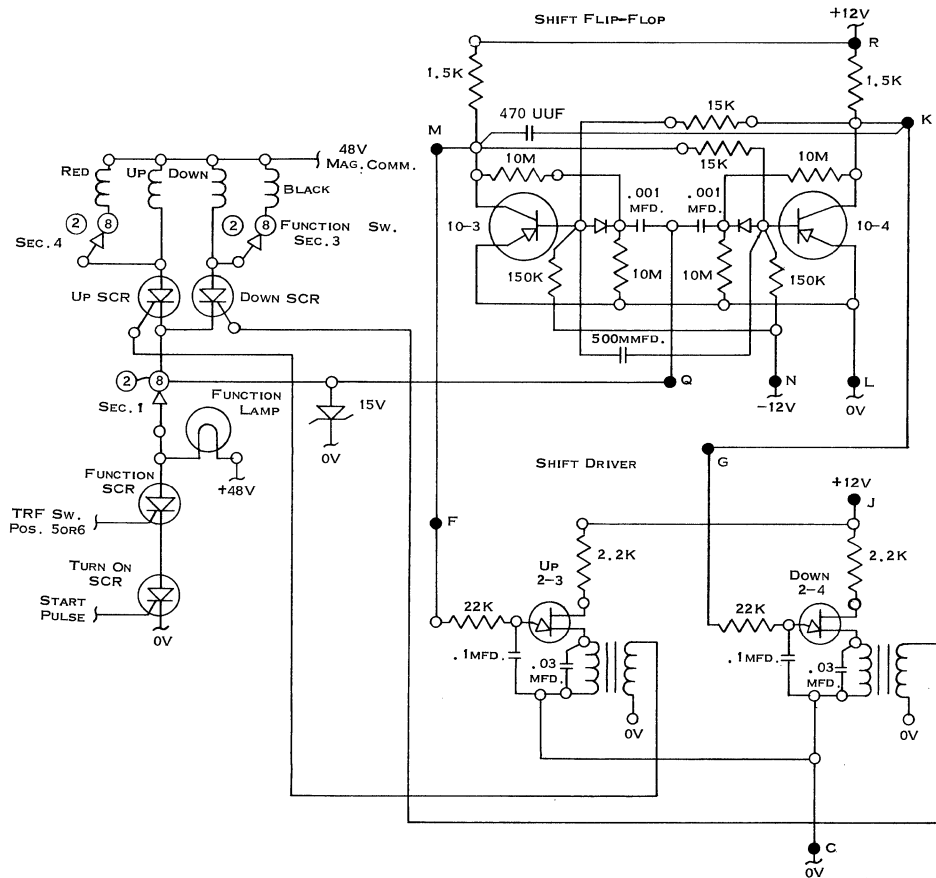 Shift Flip-Flop
+12V
R
1.5K
1.5K
15K
470 UUF
K
M
15K
48V
Mag. Comm.
10M
10M
Red
Up
Down
Black
.001
MFD.
.001
MFD.
2
8
2
8
Function Sw.
Sec. 3
Sec. 4
10-3
10-4
150K
10M
10M
150K
Up SCR
Down SCR
500MMFD.
2
8
Sec. 1
Function
Lamp
15V
0V
Q
N
-12V
L
0V
+48V
G
Shift Driver
Function
SCR
TRF Sw.
Pos. 5or6
+12V
J
F
2.2K
2.2K
Up
2-3
Down
2-4
Turn On
SCR
Start
Pulse
0V
22K
22K
.1MFD.
.03
MFD.
.1MFD.
.03
MFD.
0V
0V
C
0V